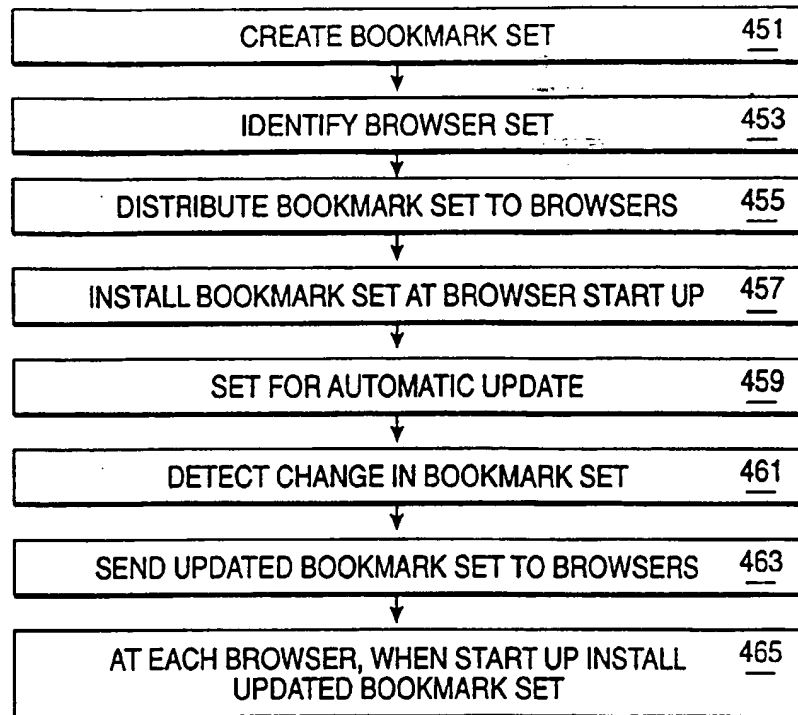 CREATE BOOKMARK SET 451
IDENTIFY BROWSER SET 453
DISTRIBUTE BOOKMARK SET TO BROWSERS 455
INSTALL BOOKMARK SET AT BROWSER START UP 457
SET FOR AUTOMATIC UPDATE 459
DETECT CHANGE IN BOOKMARK SET 461
SEND UPDATED BOOKMARK SET TO BROWSERS 463
AT EACH BROWSER, WHEN START UP INSTALL 465
UPDATED BOOKMARK SET